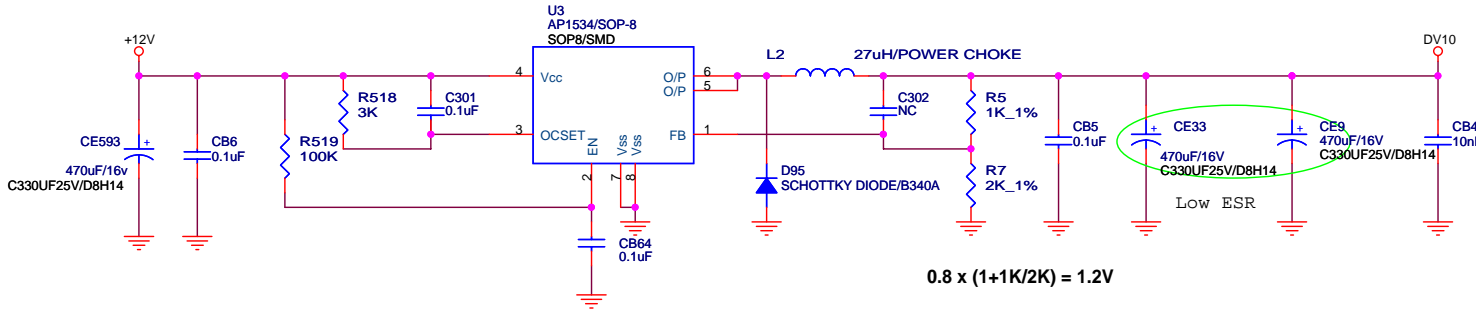 U3
AP1534/SOP-8
SOP8/SMD
+12V
DV10
L2
27uH/POWER CHOKE
4
Vcc
O/P
6
O/P
5
R518
3K
C301
0.1uF
C302
NC
R5
1K_1%
3
OCSET
FB
1
EN
Vss
Vss
2
7
8
CE593
470uF/16v
C330UF25V/D8H14
CB6
0.1uF
R519
100K
CB5
0.1uF
CE33
470uF/16V
C330UF25V/D8H14
CE9
470uF/16V
C330UF25V/D8H14
CB4
10n
D95
SCHOTTKY DIODE/B340A
R7
2K_1%
Low ESR
CB64
0.1uF
0.8 x (1+1K/2K) = 1.2V